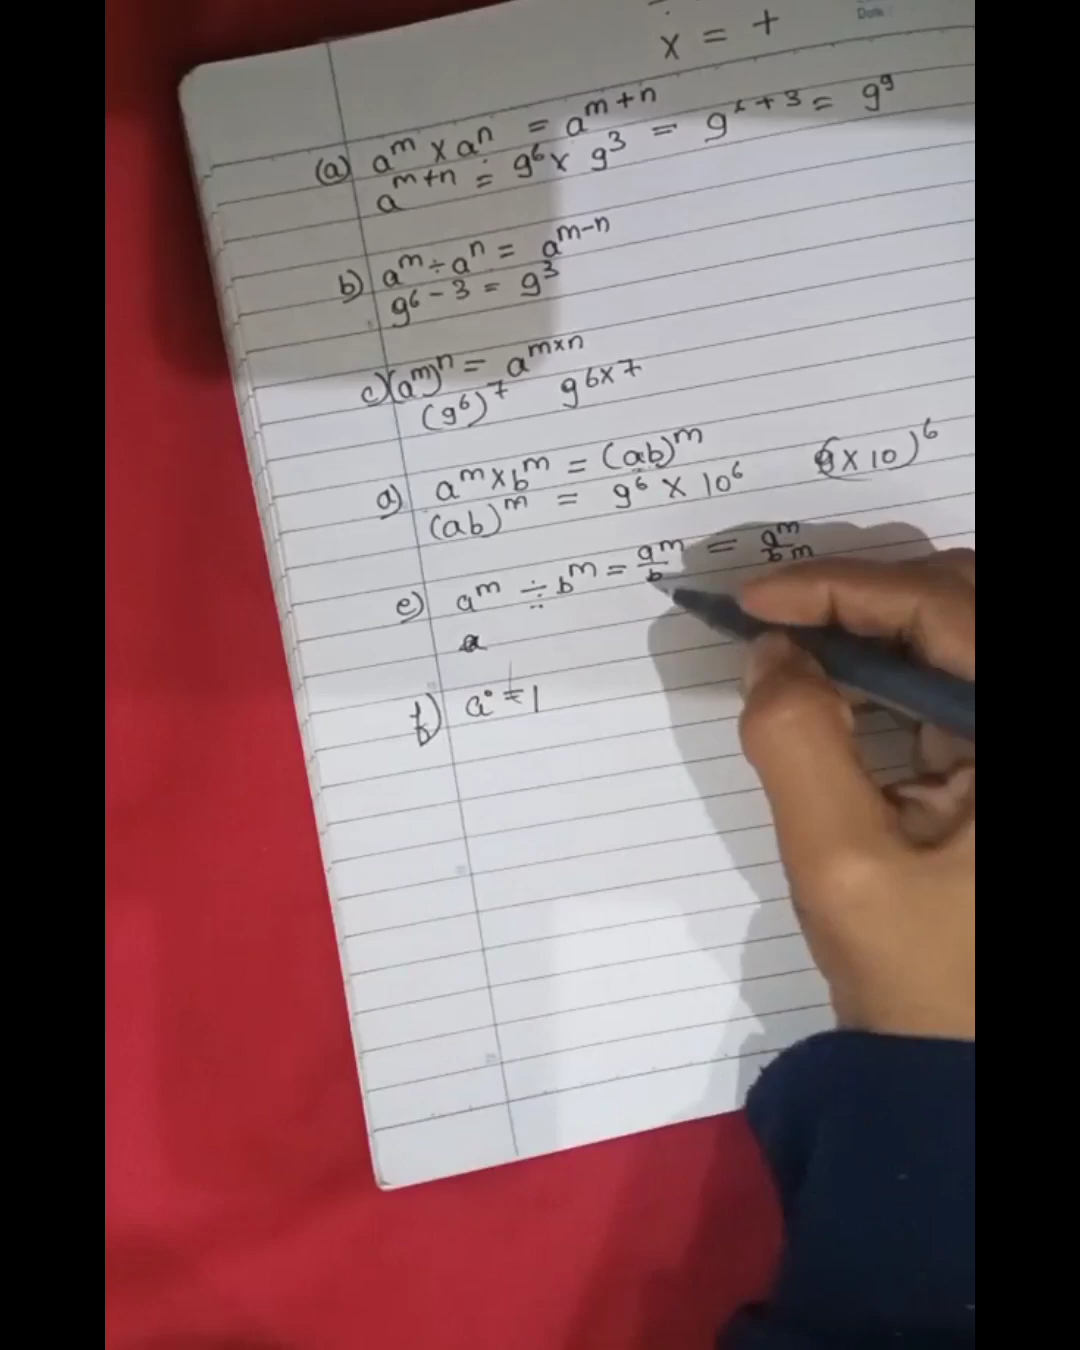 Date
x = +
(a) aᵐ × aⁿ = aᵐ⁺ⁿ
aᵐ⁺ⁿ = 9⁶ × 9³ = 9⁶⁺³ = 9⁹
b) aᵐ ÷ aⁿ = aᵐ⁻ⁿ
9⁶⁻³ = 9³
c) (aᵐ)ⁿ = aᵐˣⁿ
(9⁶)⁷ 9⁶ˣ⁷
d) aᵐ × bᵐ = (ab)ᵐ
(ab)ᵐ = 9⁶ × 10⁶ (9 × 10)⁶
e) aᵐ ÷ bᵐ = aᵐ/b = aᵐ/bᵐ
a
f) a⁰ = 1